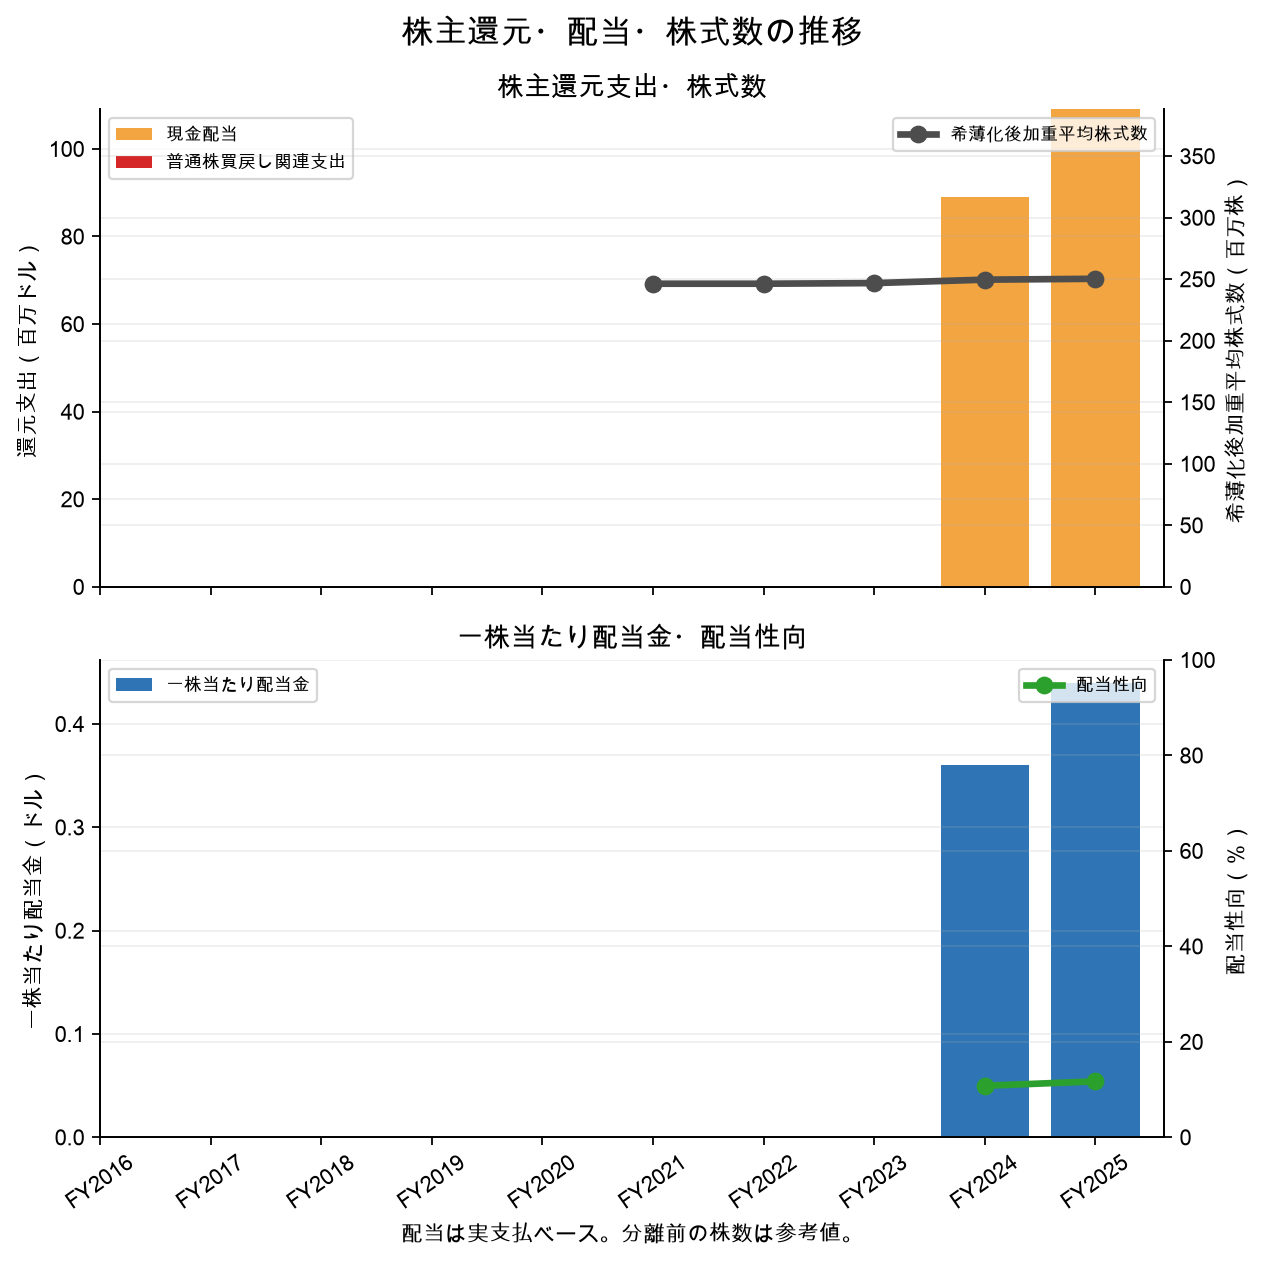 株主還元・配当・株式数の推移
株主還元支出・株式数
現金配当
普通株買戻し関連支出
希薄化後加重平均株式数
還元支出（百万ドル）
100
80
60
40
20
0
350
300
250
200
150
100
50
0
希薄化後加重平均株式数（百万株）
一株当たり配当金・配当性向
一株当たり配当金
配当性向
一株当たり配当金（ドル）
0.4
0.3
0.2
0.1
0.0
100
80
60
40
20
0
配当性向（%）
FY2016
FY2017
FY2018
FY2019
FY2020
FY2021
FY2022
FY2023
FY2024
FY2025
配当は実支払ベース。分離前の株数は参考値。